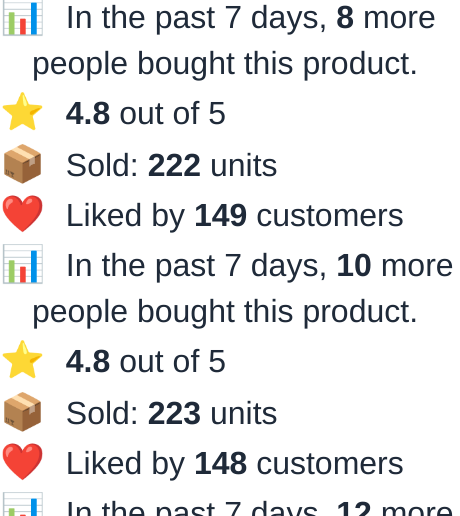 In the past 7 days, 8 more
people bought this product.
4.8 out of 5
Sold: 222 units
Liked by 149 customers
In the past 7 days, 10 more
people bought this product.
4.8 out of 5
Sold: 223 units
Liked by 148 customers
In the past 7 days, 12 more